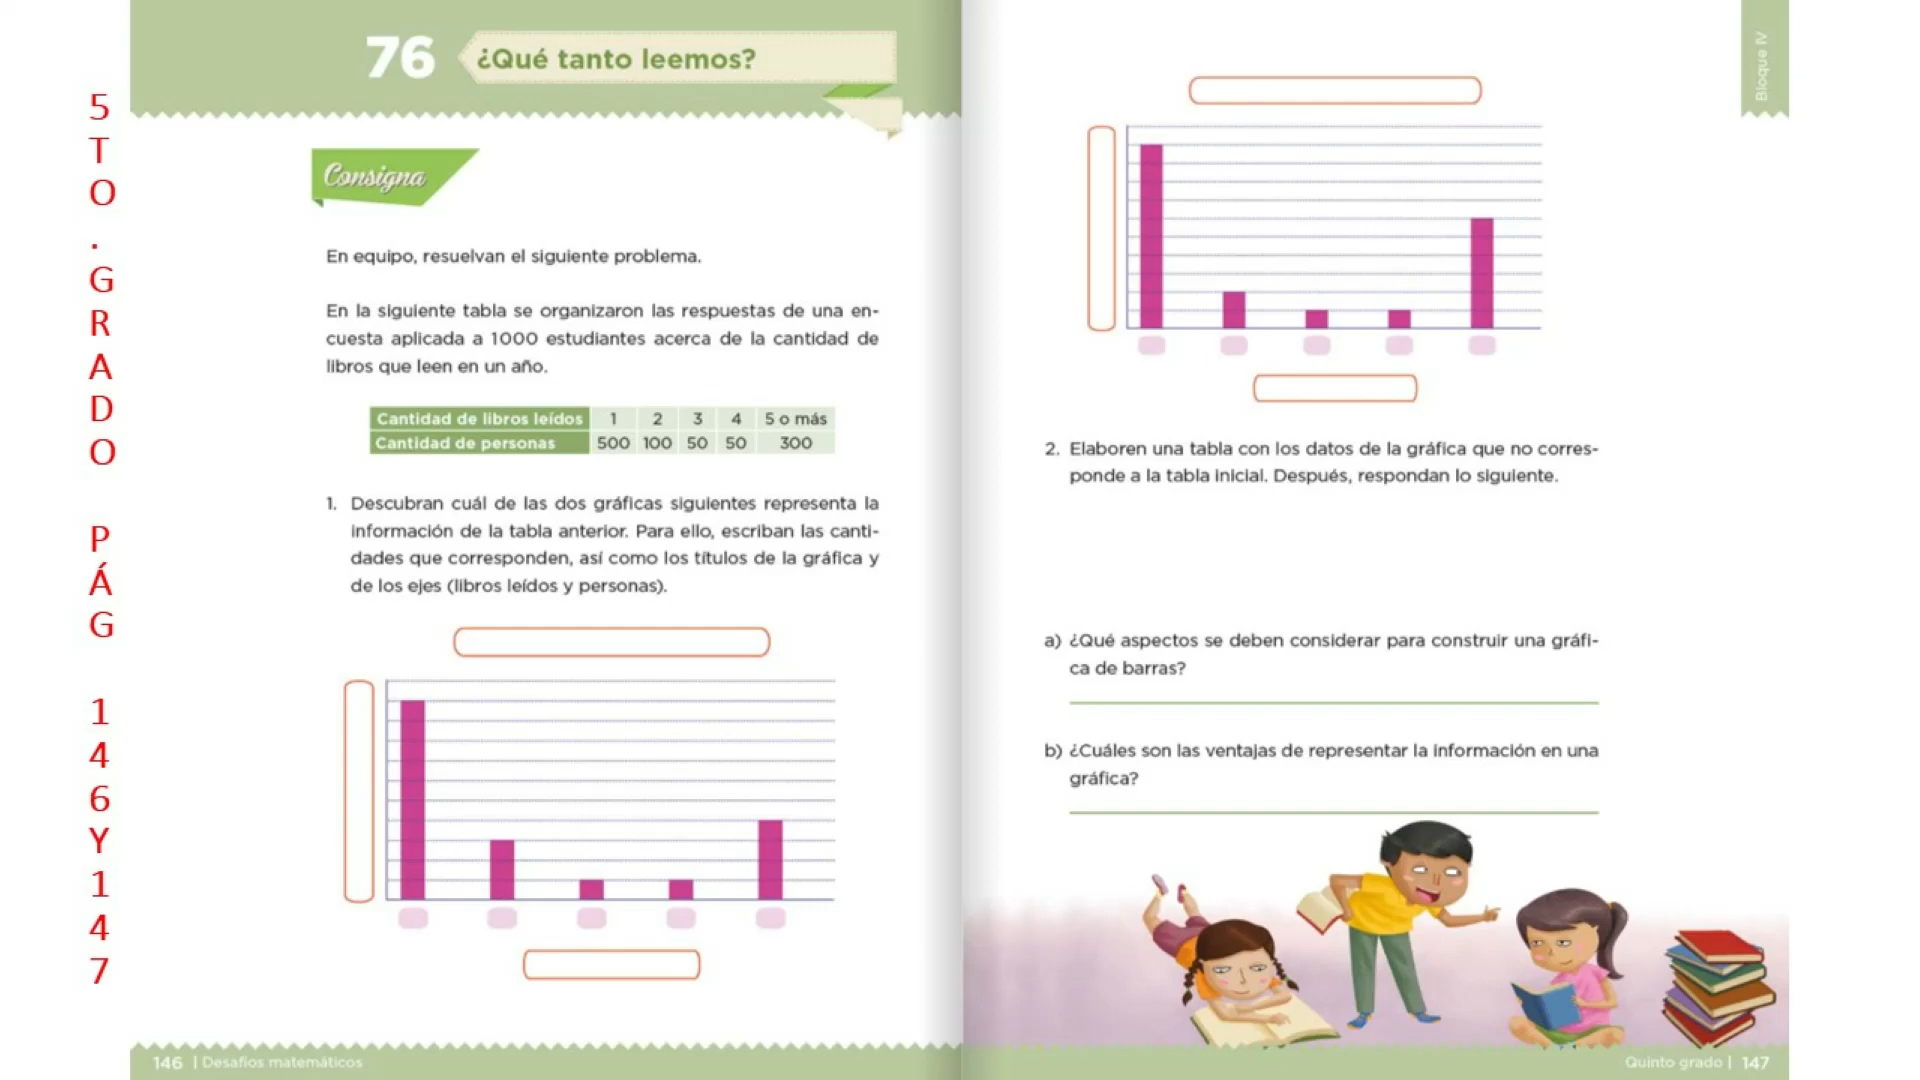 5TO.GRADO PÁG 146Y147
76 ¿Qué tanto leemos?
Consigna
En equipo, resuelvan el siguiente problema.
En la siguiente tabla se organizaron las respuestas de una en-
cuesta aplicada a 1000 estudiantes acerca de la cantidad de
libros que leen en un año.
Cantidad de libros leídos 1 2 3 4 5 o más
Cantidad de personas 500 100 50 50 300
1. Descubran cuál de las dos gráficas siguientes representa la
información de la tabla anterior. Para ello, escriban las canti-
dades que corresponden, así como los títulos de la gráfica y
de los ejes (libros leídos y personas).
146 | Desafíos matemáticos
Bloque IV
2. Elaboren una tabla con los datos de la gráfica que no corres-
ponde a la tabla inicial. Después, respondan lo siguiente.
a) ¿Qué aspectos se deben considerar para construir una gráfi-
ca de barras?
b) ¿Cuáles son las ventajas de representar la información en una
gráfica?
Quinto grado | 147